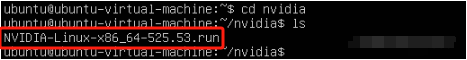 ubuntu@ubuntu-virtual-machine:~$ cd nvidia
ubuntu@ubuntu-virtual-machine:~/nvidia$ ls
NVIDIA-Linux-x86_64-525.53.run
ubuntu@ubuntu-virtual-machine:~/nvidia$